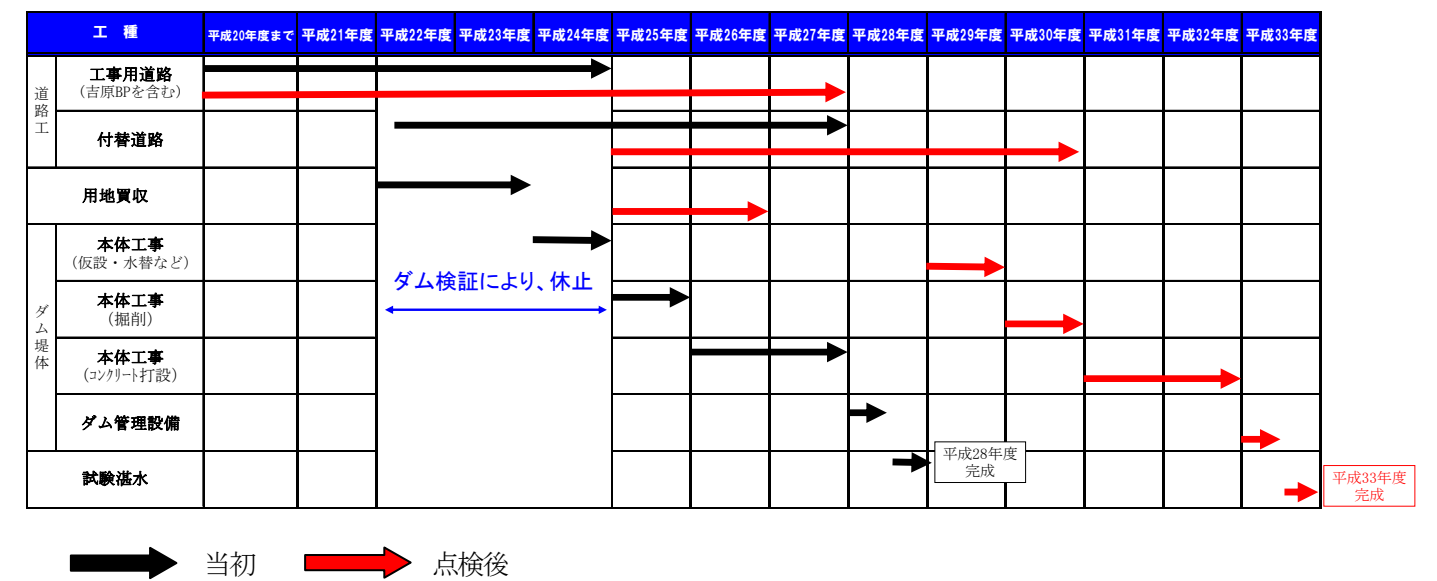 工 種 平成20年度まで 平成21年度 平成22年度 平成23年度 平成24年度 平成25年度 平成26年度 平成27年度 平成28年度 平成29年度 平成30年度 平成31年度 平成32年度 平成33年度
道路工
工事用道路
(吉原BPを含む)
付替道路
用地買収
ダム堤体
本体工事
(仮設・水替など)
ダム検証により、休止
本体工事
(掘削)
本体工事
(ｺﾝｸﾘｰﾄ打設)
ダム管理設備
平成28年度
完成
試験湛水
平成33年度
完成
当初 点検後